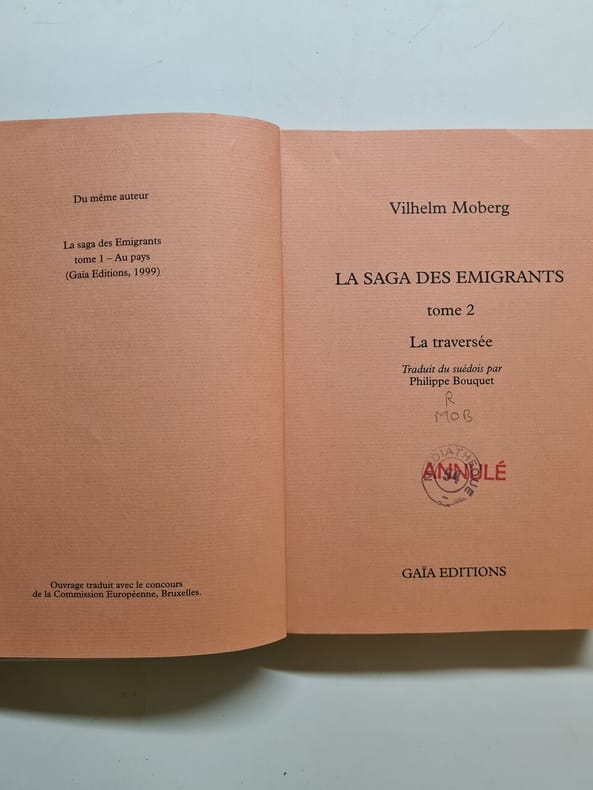 Du même auteur
La saga des Emigrants
tome 1 – Au pays
(Gaïa Editions, 1999)
Ouvrage traduit avec le concours
de la Commission Européenne, Bruxelles.
Vilhelm Moberg
LA SAGA DES EMIGRANTS
tome 2
La traversée
Traduit du suédois par
Philippe Bouquet
R
MOB
MEDIATHEQUE
ANNULÉ
GAÏA EDITIONS